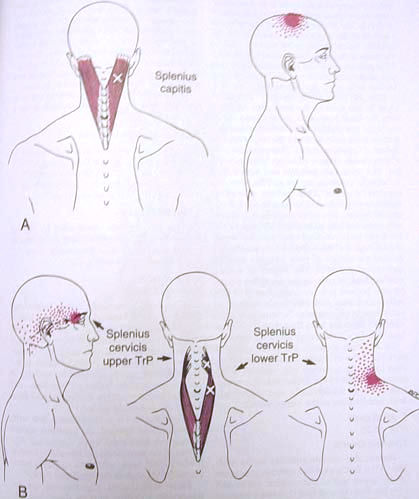 Splenius
capitis
A
Splenius
cervicis
upper TrP
Splenius
cervicis
lower TrP
B